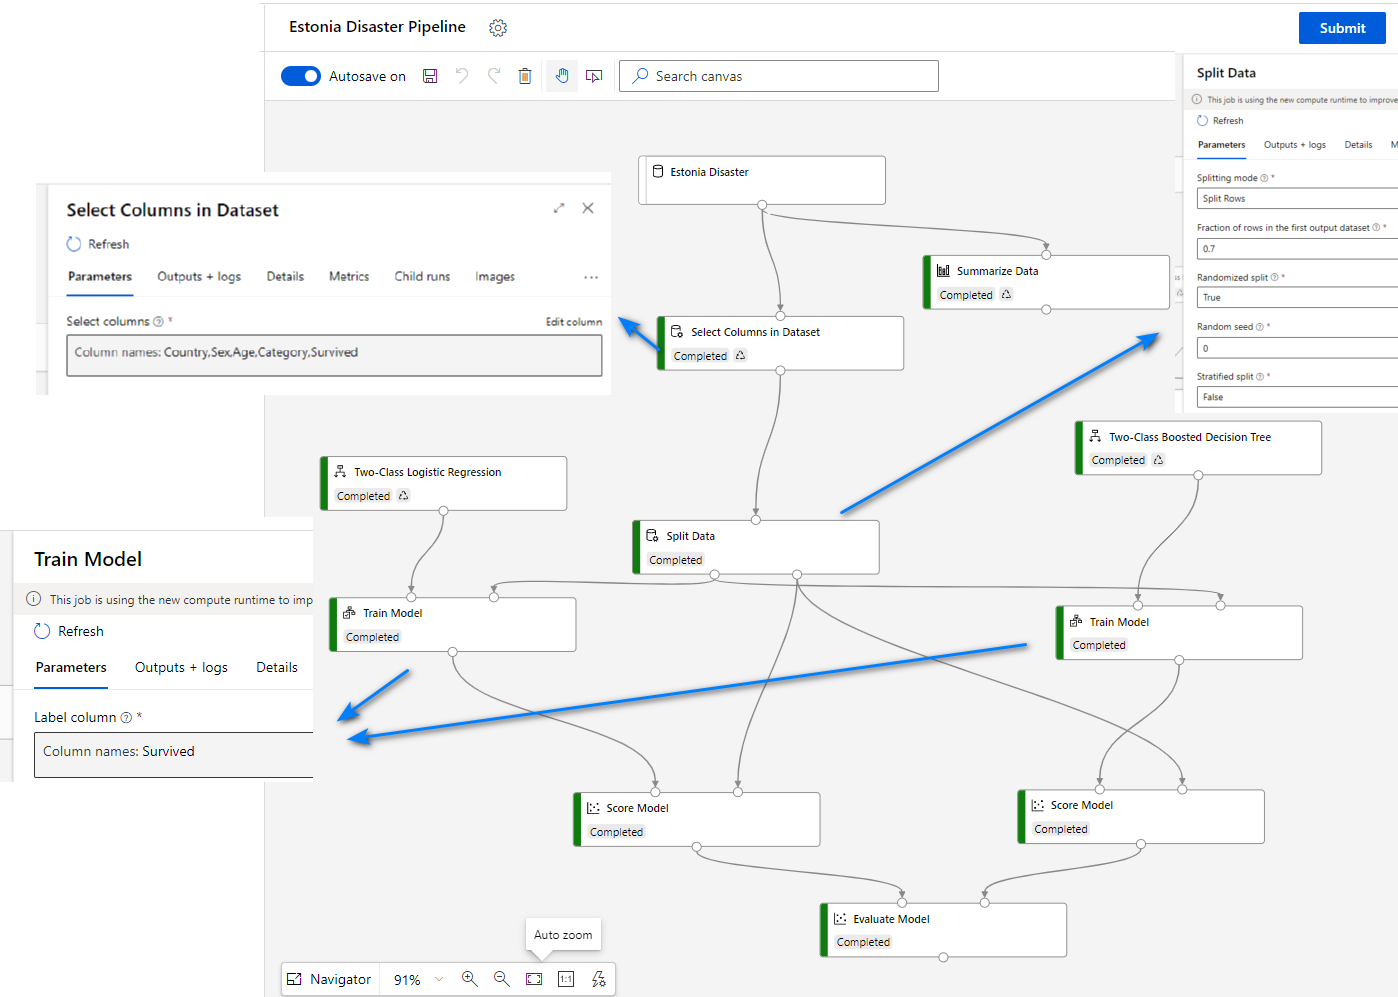 Estonia Disaster Pipeline
Submit
Autosave on
Search canvas
Split Data
This job is using the new compute runtime to improve
Refresh
Parameters Outputs + logs Details M
Splitting mode *
Split Rows
Fraction of rows in the first output dataset *
0.7
Randomized split *
True
Random seed *
0
Stratified split *
False
Estonia Disaster
Select Columns in Dataset
Refresh
Parameters Outputs + logs Details Metrics Child runs Images ...
Select columns * Edit column
Column names: Country,Sex,Age,Category,Survived
Summarize Data
Completed
Select Columns in Dataset
Completed
Two-Class Boosted Decision Tree
Completed
Two-Class Logistic Regression
Completed
Split Data
Completed
Train Model
This job is using the new compute runtime to imp
Refresh
Parameters Outputs + logs Details
Label column *
Column names: Survived
Train Model
Completed
Train Model
Completed
Score Model
Completed
Score Model
Completed
Evaluate Model
Completed
Auto zoom
Navigator 91% 1:1